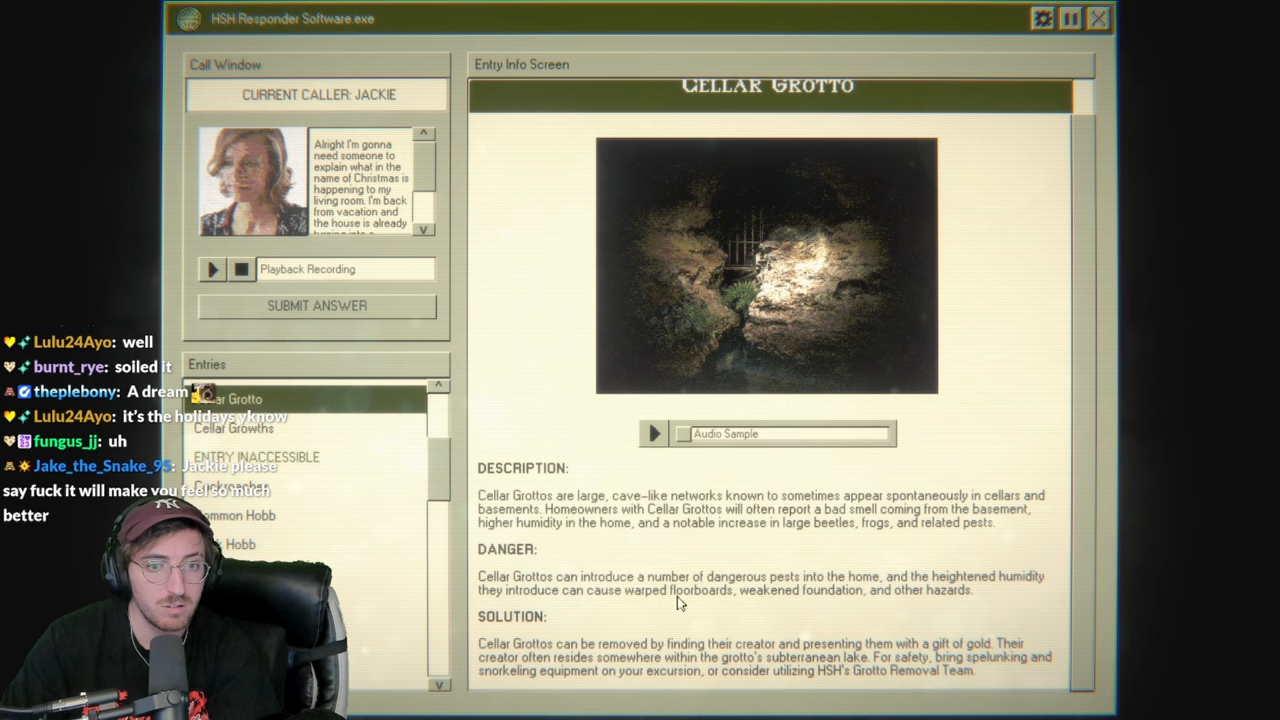 HSH Responder Software.exe
Call Window
CURRENT CALLER: JACKIE
Alright I'm gonna
need someone to
explain what in the
name of Christmas is
happening to my
living room. I'm back
from vacation and
the house is already
Playback Recording
SUBMIT ANSWER
Entries
Cellar Growths
ENTRY INACCESSIBLE
Common Hobb
Hobb
Entry Info Screen
CELLAR GROTTO
Audio Sample
DESCRIPTION:
Cellar Grottos are large, cave-like networks known to sometimes appear spontaneously in cellars and
basements. Homeowners with Cellar Grottos will often report a bad smell coming from the basement,
higher humidity in the home, and a notable increase in large beetles, frogs, and related pests.
DANGER:
Cellar Grottos can introduce a number of dangerous pests into the home, and the heightened humidity
they introduce can cause warped floorboards, weakened foundation, and other hazards.
SOLUTION:
Cellar Grottos can be removed by finding their creator and presenting them with a gift of gold. Their
creator often resides somewhere within the grotto's subterranean lake. For safety, bring spelunking and
snorkeling equipment on your excursion, or consider utilizing HSH's Grotto Removal Team.
Lulu24Ayo: well
burnt_rye: soiled it
theplebony: A dream
Lulu24Ayo: it's the holidays yknow
fungus_jj: uh
Jake_the_Snake_95: Jackie please
say fuck it will make you feel so much
better